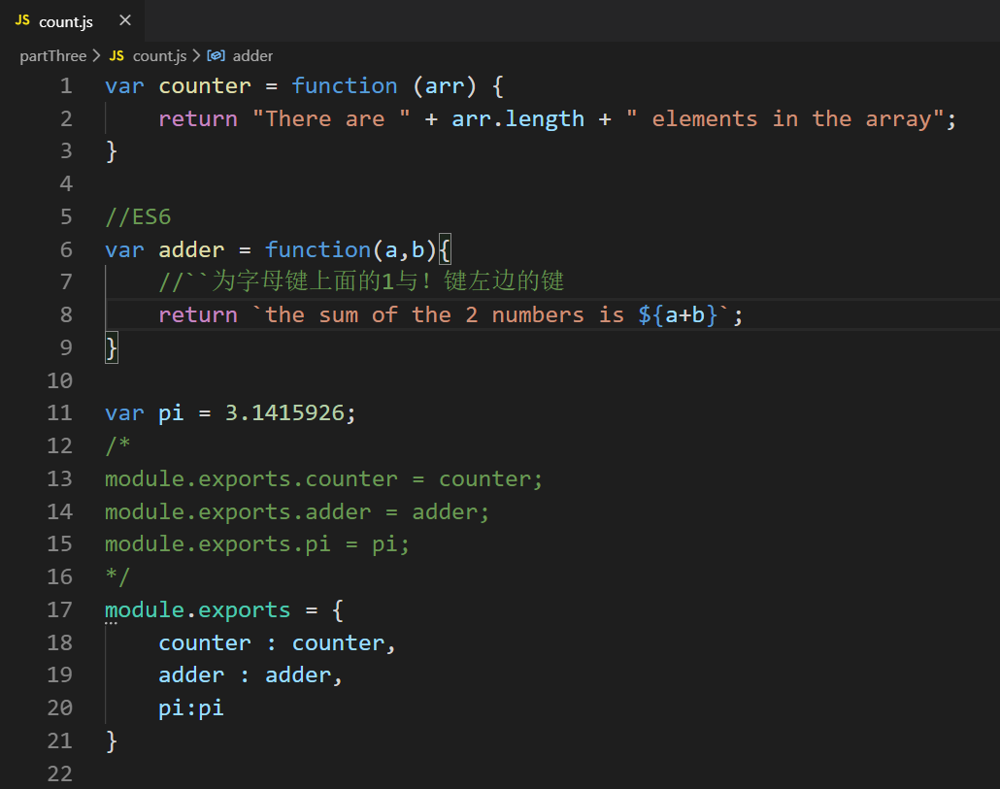 JS count.js ×
partThree > JS count.js > adder
1 var counter = function (arr) {
2     return "There are " + arr.length + " elements in the array";
3 }
4
5 //ES6
6 var adder = function(a,b){
7     //``为字母键上面的1与！键左边的键
8     return `the sum of the 2 numbers is ${a+b}`;
9 }
10
11 var pi = 3.1415926;
12 /*
13 module.exports.counter = counter;
14 module.exports.adder = adder;
15 module.exports.pi = pi;
16 */
17 module.exports = {
18     counter : counter,
19     adder : adder,
20     pi:pi
21 }
22